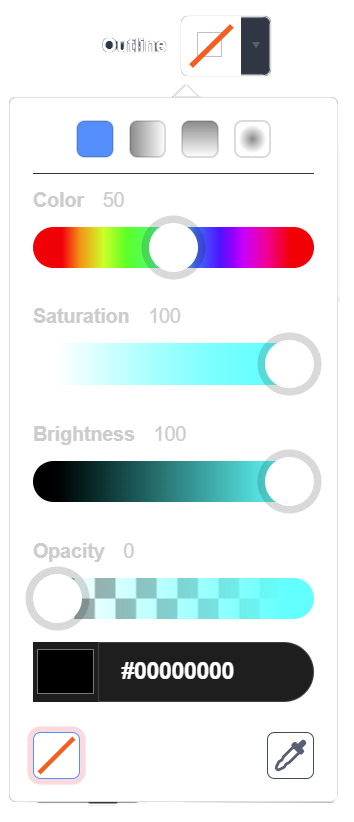 Outline
Color 50
Saturation 100
Brightness 100
Opacity 0
#00000000